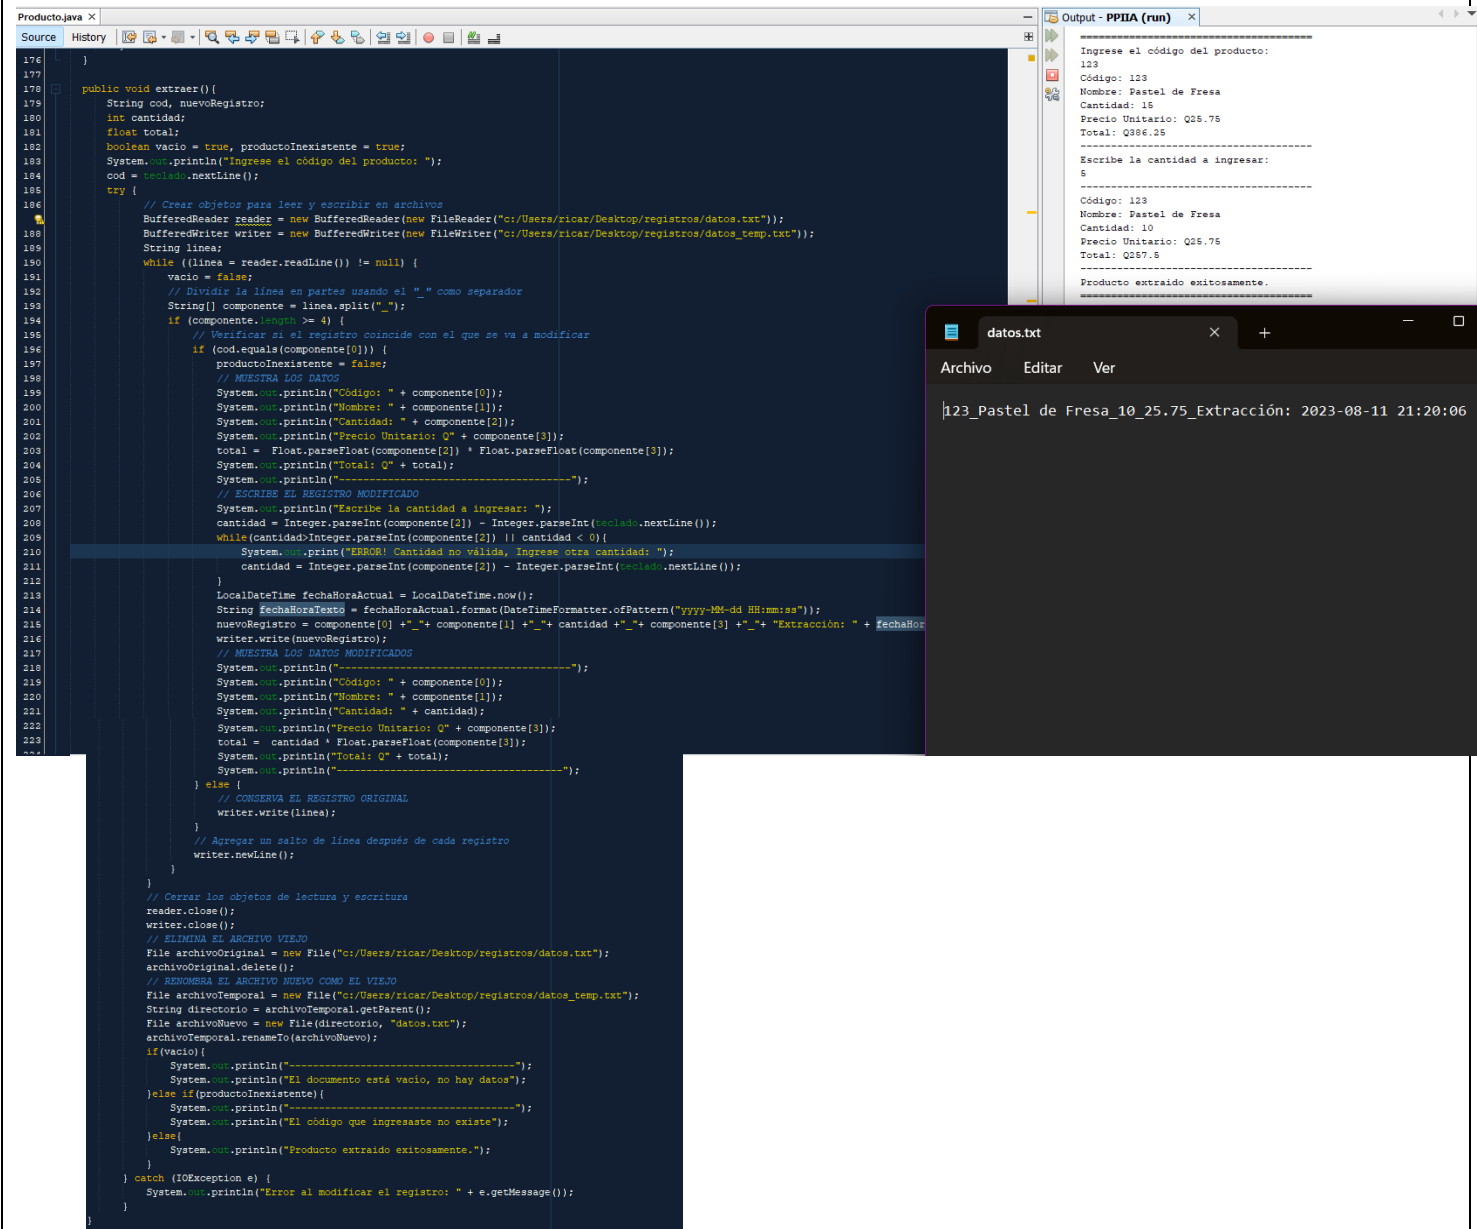 Producto.java ×
Source History
176 }
177
178 public void extraer(){
179 String cod, nuevoRegistro;
180 int cantidad;
181 float total;
182 boolean vacio = true, productoInexistente = true;
183 System.out.println("Ingrese el código del producto: ");
184 cod = teclado.nextLine();
185 try {
186 // Crear objetos para leer y escribir en archivos
BufferedReader reader = new BufferedReader(new FileReader("c:/Users/ricar/Desktop/registros/datos.txt"));
188 BufferedWriter writer = new BufferedWriter(new FileWriter("c:/Users/ricar/Desktop/registros/datos_temp.txt"));
189 String linea;
190 while ((linea = reader.readLine()) != null) {
191 vacio = false;
192 // Dividir la línea en partes usando el "_" como separador
193 String[] componente = linea.split("_");
194 if (componente.length >= 4) {
195 // Verificar si el registro coincide con el que se va a modificar
196 if (cod.equals(componente[0])) {
197 productoInexistente = false;
198 // MUESTRA LOS DATOS
199 System.out.println("Código: " + componente[0]);
200 System.out.println("Nombre: " + componente[1]);
201 System.out.println("Cantidad: " + componente[2]);
202 System.out.println("Precio Unitario: Q" + componente[3]);
203 total = Float.parseFloat(componente[2]) * Float.parseFloat(componente[3]);
204 System.out.println("Total: Q" + total);
205 System.out.println("--------------------------------------");
206 // ESCRIBE EL REGISTRO MODIFICADO
207 System.out.println("Escribe la cantidad a ingresar: ");
208 cantidad = Integer.parseInt(componente[2]) - Integer.parseInt(teclado.nextLine());
209 while(cantidad>Integer.parseInt(componente[2]) || cantidad < 0){
210 System.out.print("ERROR! Cantidad no válida, Ingrese otra cantidad: ");
211 cantidad = Integer.parseInt(componente[2]) - Integer.parseInt(teclado.nextLine());
212 }
213 LocalDateTime fechaHoraActual = LocalDateTime.now();
214 String fechaHoraTexto = fechaHoraActual.format(DateTimeFormatter.ofPattern("yyyy-MM-dd HH:mm:ss"));
215 nuevoRegistro = componente[0] +"_"+ componente[1] +"_"+ cantidad +"_"+ componente[3] +"_"+ "Extracción: " + fechaHor
216 writer.write(nuevoRegistro);
217 // MUESTRA LOS DATOS MODIFICADOS
218 System.out.println("--------------------------------------");
219 System.out.println("Código: " + componente[0]);
220 System.out.println("Nombre: " + componente[1]);
221 System.out.println("Cantidad: " + cantidad);
222 System.out.println("Precio Unitario: Q" + componente[3]);
223 total = cantidad * Float.parseFloat(componente[3]);
System.out.println("Total: Q" + total);
System.out.println("--------------------------------------");
} else {
// CONSERVA EL REGISTRO ORIGINAL
writer.write(linea);
}
// Agregar un salto de línea después de cada registro
writer.newLine();
}
}
// Cerrar los objetos de lectura y escritura
reader.close();
writer.close();
// ELIMINA EL ARCHIVO VIEJO
File archivoOriginal = new File("c:/Users/ricar/Desktop/registros/datos.txt");
archivoOriginal.delete();
// RENOMBRA EL ARCHIVO NUEVO COMO EL VIEJO
File archivoTemporal = new File("c:/Users/ricar/Desktop/registros/datos_temp.txt");
String directorio = archivoTemporal.getParent();
File archivoNuevo = new File(directorio, "datos.txt");
archivoTemporal.renameTo(archivoNuevo);
if(vacio){
System.out.println("--------------------------------------");
System.out.println("El documento está vacío, no hay datos");
}else if(productoInexistente){
System.out.println("--------------------------------------");
System.out.println("El código que ingresaste no existe");
}else{
System.out.println("Producto extraido exitosamente.");
}
} catch (IOException e) {
System.out.println("Error al modificar el registro: " + e.getMessage());
}
}
Output - PPIIA (run) ×
======================================
Ingrese el código del producto:
123
Código: 123
Nombre: Pastel de Fresa
Cantidad: 15
Precio Unitario: Q25.75
Total: Q386.25
--------------------------------------
Escribe la cantidad a ingresar:
5
--------------------------------------
Código: 123
Nombre: Pastel de Fresa
Cantidad: 10
Precio Unitario: Q25.75
Total: Q257.5
--------------------------------------
Producto extraido exitosamente.
======================================
datos.txt
Archivo Editar Ver
123_Pastel de Fresa_10_25.75_Extracción: 2023-08-11 21:20:06